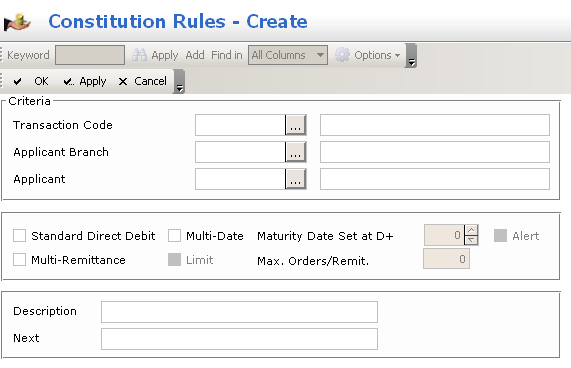 Constitution Rules - Create
Keyword Apply Add Find in All Columns Options
OK Apply Cancel
Criteria
Transaction Code ...
Applicant Branch ...
Applicant ...
Standard Direct Debit Multi-Date Maturity Date Set at D+ 0 Alert
Multi-Remittance Limit Max. Orders/Remit. 0
Description
Next